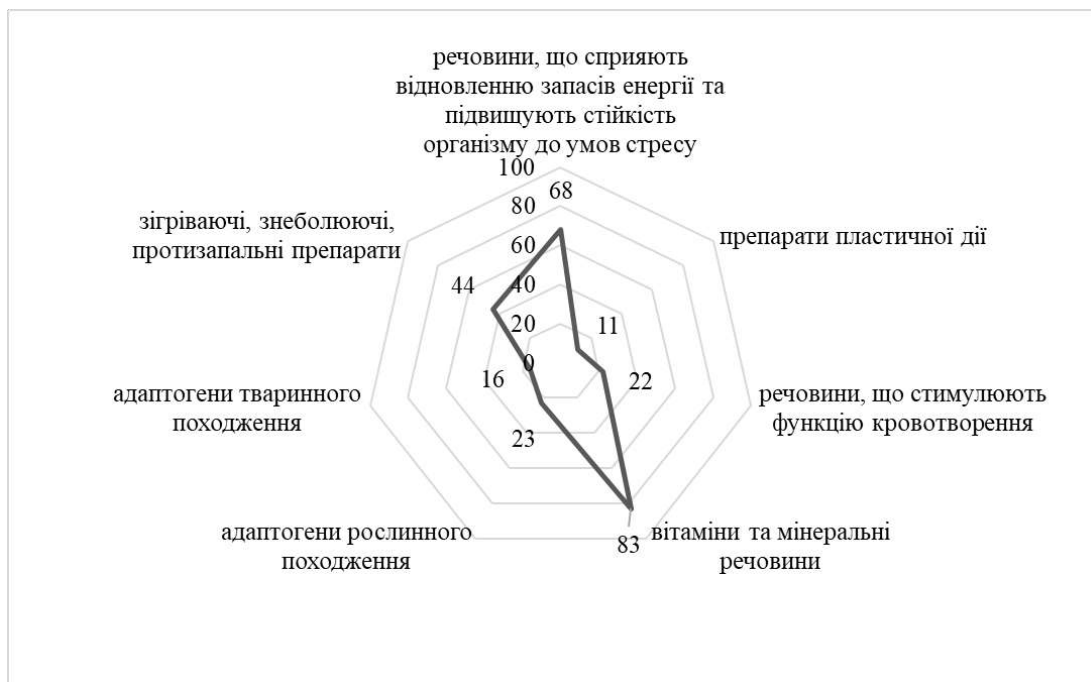 речовини, що сприяють
відновленню запасів енергії та
підвищують стійкість
організму до умов стресу
100
68
80
60
40
20
0
зігріваючі, знеболюючі,
протизапальні препарати
44
препарати пластичної дії
11
адаптогени тваринного
походження
16
22
речовини, що стимулюють
функцію кровотворення
23
адаптогени рослинного
походження
83
вітаміни та мінеральні
речовини